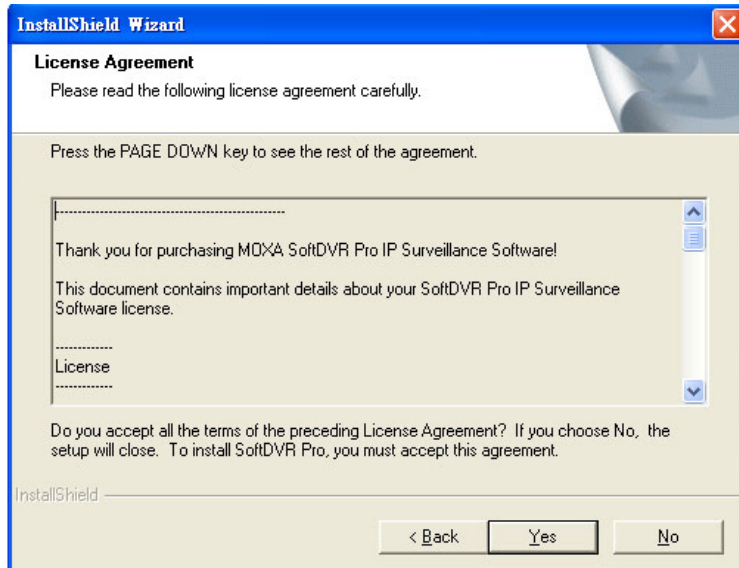 InstallShield Wizard
License Agreement
Please read the following license agreement carefully.
Press the PAGE DOWN key to see the rest of the agreement.
--------------------------------------------------
Thank you for purchasing MOXA SoftDVR Pro IP Surveillance Software!
This document contains important details about your SoftDVR Pro IP Surveillance
Software license.
-------------
License
-------------
Do you accept all the terms of the preceding License Agreement? If you choose No, the
setup will close. To install SoftDVR Pro, you must accept this agreement.
InstallShield
< Back
Yes
No